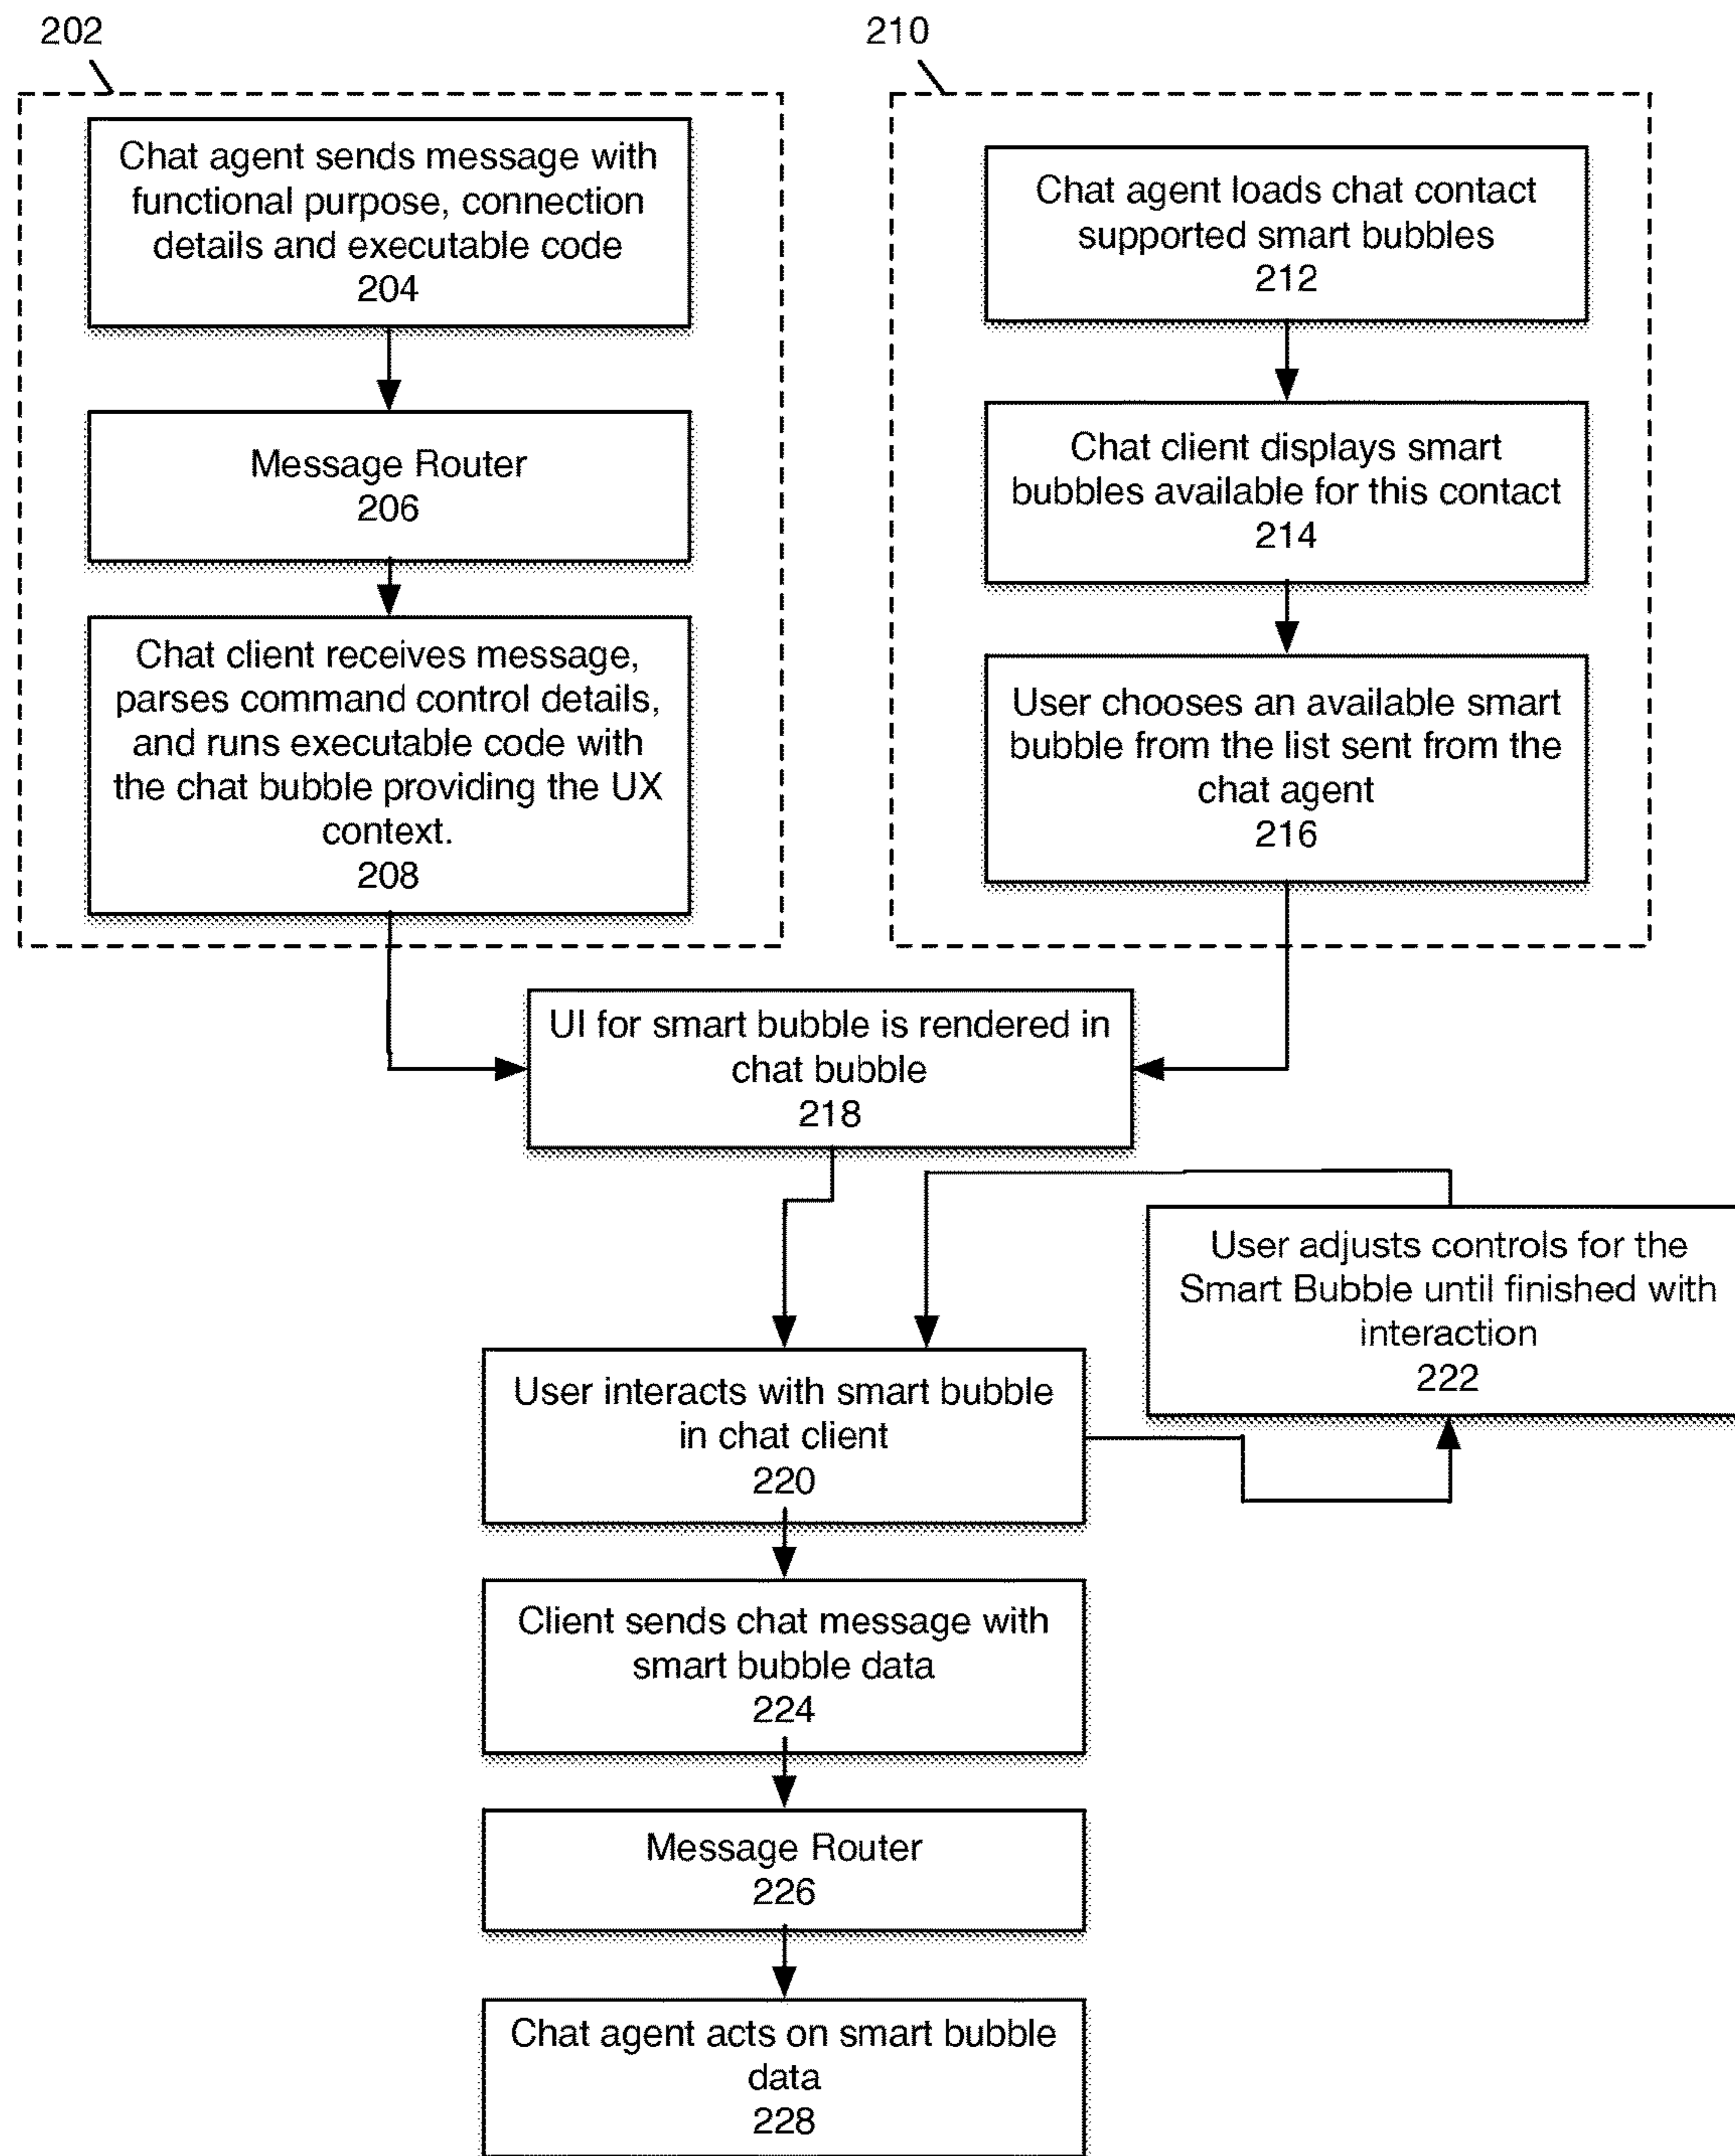 202
Chat agent sends message with
functional purpose, connection
details and executable code
204
Message Router
206
Chat client receives message,
parses command control details,
and runs executable code with
the chat bubble providing the UX
context.
208
210
Chat agent loads chat contact
supported smart bubbles
212
Chat client displays smart
bubbles available for this contact
214
User chooses an available smart
bubble from the list sent from the
chat agent
216
UI for smart bubble is rendered in
chat bubble
218
User interacts with smart bubble
in chat client
220
User adjusts controls for the
Smart Bubble until finished with
interaction
222
Client sends chat message with
smart bubble data
224
Message Router
226
Chat agent acts on smart bubble
data
228